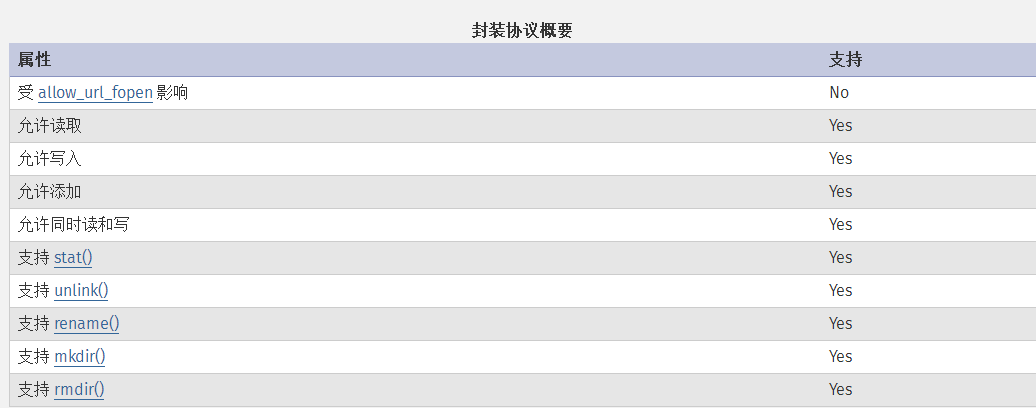 封装协议概要
属性 支持
受 allow_url_fopen 影响 No
允许读取 Yes
允许写入 Yes
允许添加 Yes
允许同时读和写 Yes
支持 stat() Yes
支持 unlink() Yes
支持 rename() Yes
支持 mkdir() Yes
支持 rmdir() Yes